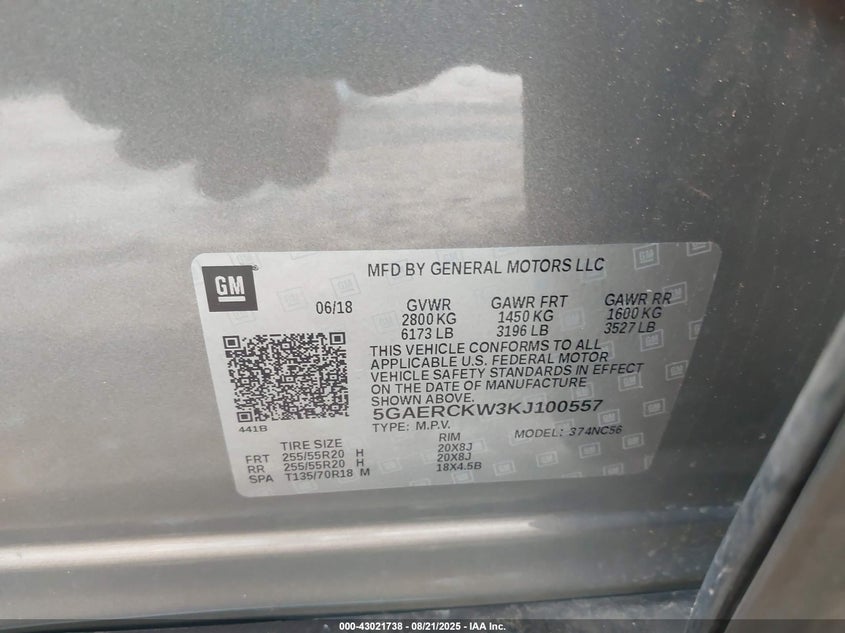 GM®
MFD BY GENERAL MOTORS LLC
06/18 GVWR GAWR FRT GAWR RR
2800 KG 1450 KG 1600 KG
6173 LB 3196 LB 3527 LB
THIS VEHICLE CONFORMS TO ALL
APPLICABLE U.S. FEDERAL MOTOR
VEHICLE SAFETY STANDARDS IN EFFECT
ON THE DATE OF MANUFACTURE
SHOWN ABOVE.
5GAERCKW3KJ100557
441B
TYPE: M.P.V. MODEL: 374NC56
TIRE SIZE RIM
FRT 255/55R20 H 20X8J
RR 255/55R20 H 20X8J
SPA T135/70R18 M 18X4.5B
000-43021738 - 08/21/2025 - IAA Inc.